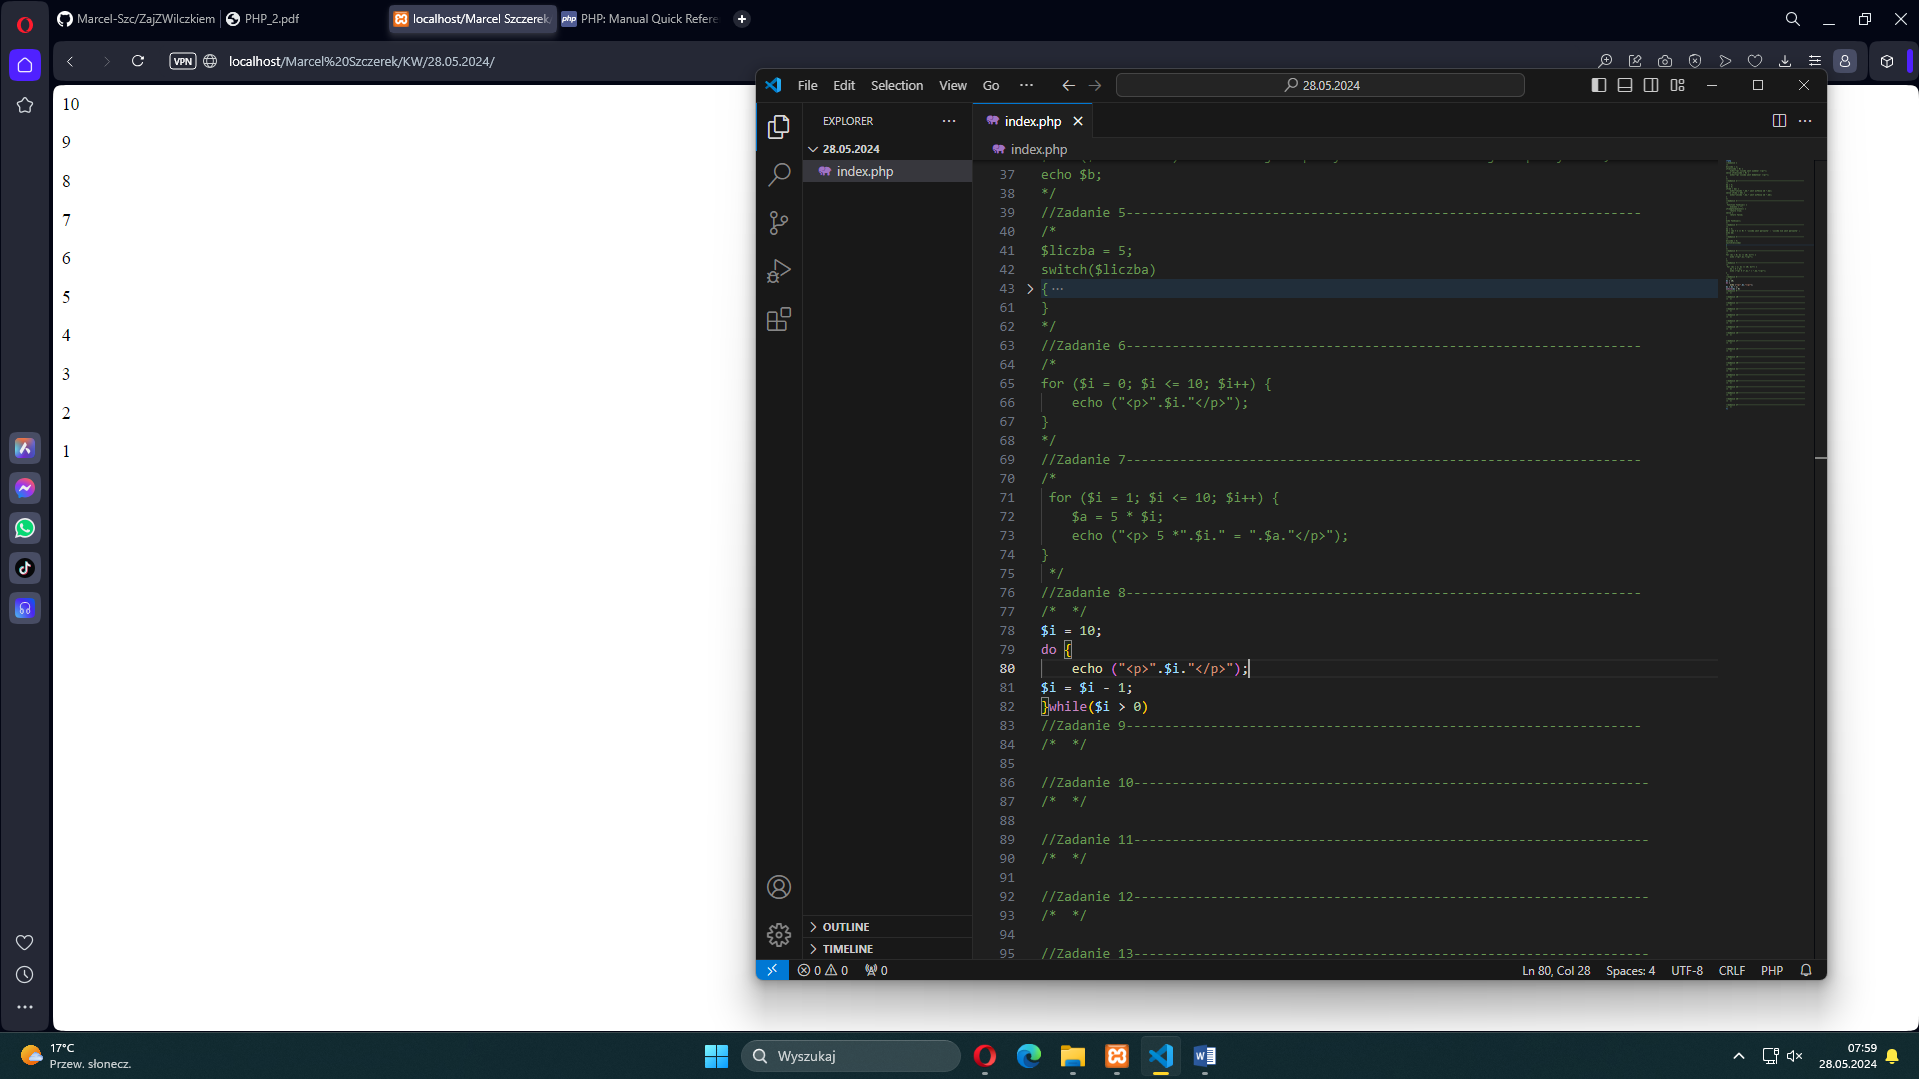 Marcel-Szc/ZajZWilczkiem
PHP_2.pdf
localhost/Marcel Szczerek
PHP: Manual Quick Refere
VPN
localhost/Marcel%20Szczerek/KW/28.05.2024/
10
9
8
7
6
5
4
3
2
1
File Edit Selection View Go ···
28.05.2024
EXPLORER
28.05.2024
index.php
OUTLINE
TIMELINE
index.php
index.php
37 echo $b;
38 */
39 //Zadanie 5-------------------------------------------------------------------
40 /*
41 $liczba = 5;
42 switch($liczba)
43 { ···
61 }
62 */
63 //Zadanie 6-------------------------------------------------------------------
64 /*
65 for ($i = 0; $i <= 10; $i++) {
66     echo ("<p>".$i."</p>");
67 }
68 */
69 //Zadanie 7-------------------------------------------------------------------
70 /*
71  for ($i = 1; $i <= 10; $i++) {
72     $a = 5 * $i;
73     echo ("<p> 5 *".$i." = ".$a."</p>");
74 }
75  */
76 //Zadanie 8-------------------------------------------------------------------
77 /*  */
78 $i = 10;
79 do {
80     echo ("<p>".$i."</p>");
81 $i = $i - 1;
82 }while($i > 0)
83 //Zadanie 9-------------------------------------------------------------------
84 /*  */
85
86 //Zadanie 10-------------------------------------------------------------------
87 /*  */
88
89 //Zadanie 11-------------------------------------------------------------------
90 /*  */
91
92 //Zadanie 12-------------------------------------------------------------------
93 /*  */
94
95 //Zadanie 13-------------------------------------------------------------------
0 0 0
Ln 80, Col 28 Spaces: 4 UTF-8 CRLF PHP
17°C
Przew. słonecz.
Wyszukaj
07:59
28.05.2024